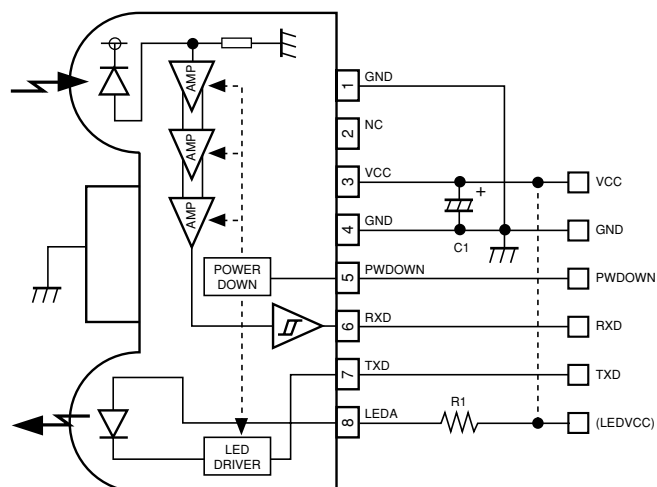 AMP
AMP
AMP
POWER
DOWN
LED
DRIVER
1 GND
2 NC
3 VCC
4 GND
5 PWDOWN
6 RXD
7 TXD
8 LEDA
+
C1
R1
VCC
GND
PWDOWN
RXD
TXD
(LEDVCC)